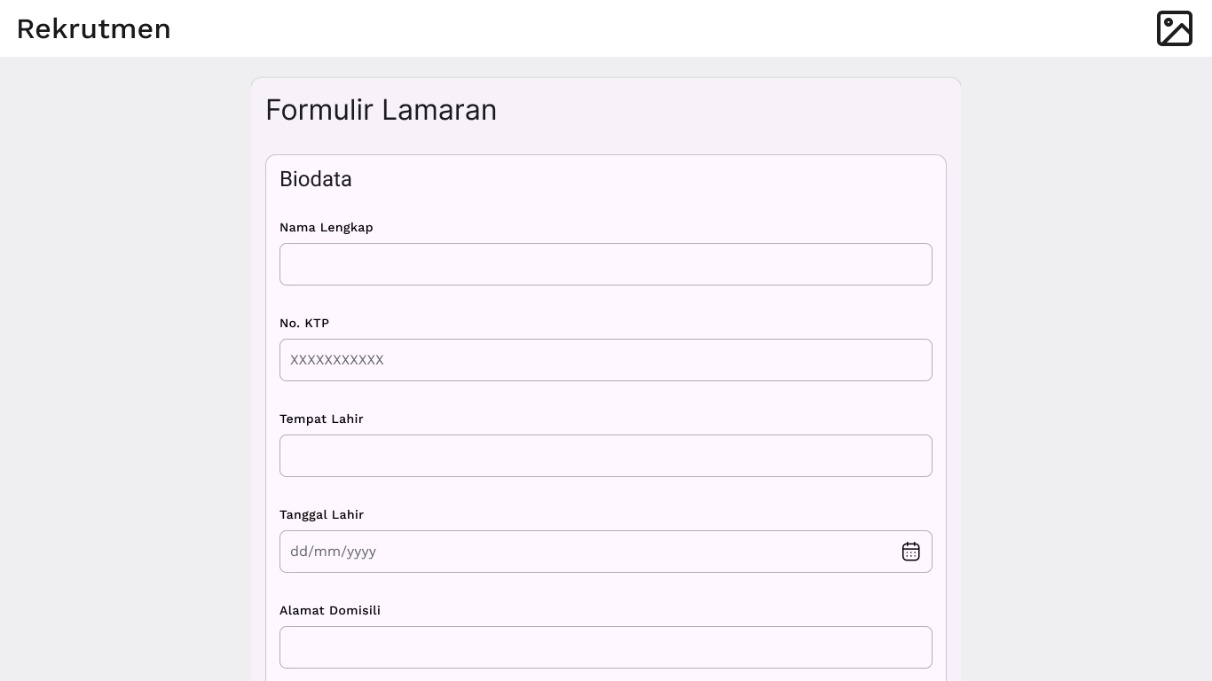 Rekrutmen
Formulir Lamaran
Biodata
Nama Lengkap
No. KTP
XXXXXXXXXXX
Tempat Lahir
Tanggal Lahir
dd/mm/yyyy
Alamat Domisili